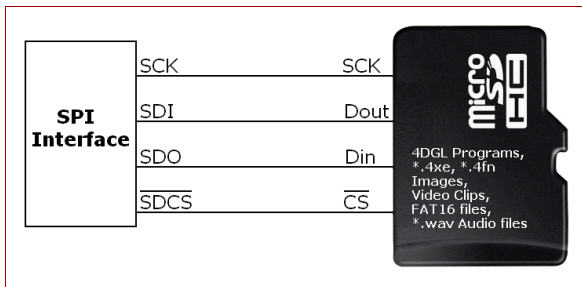 SPI
Interface
SCK SCK
SDI Dout
SDO Din
SDCS CS
micro
SD
HC
4DGL Programs,
*.4xe, *.4fn
Images,
Video Clips,
FAT16 files,
*.wav Audio files